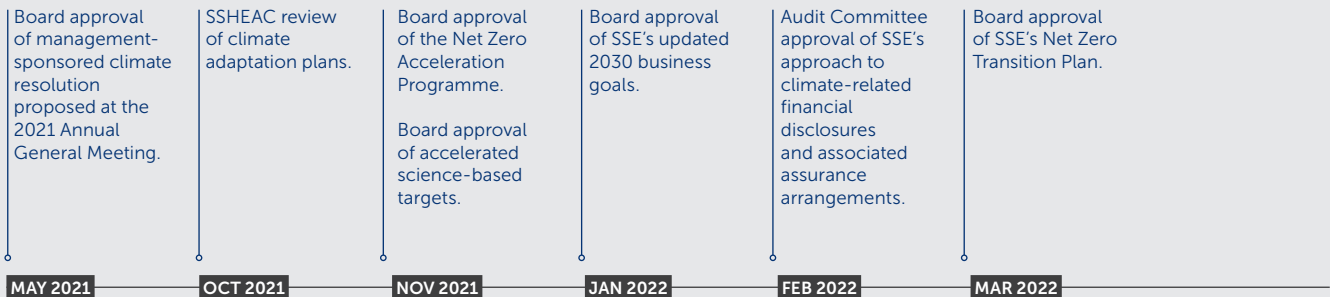 Board approval
of management-
sponsored climate
resolution
proposed at the
2021 Annual
General Meeting.
SSHEAC review
of climate
adaptation plans.
Board approval
of the Net Zero
Acceleration
Programme.
Board approval
of accelerated
science-based
targets.
Board approval
of SSE’s updated
2030 business
goals.
Audit Committee
approval of SSE’s
approach to
climate-related
financial
disclosures
and associated
assurance
arrangements.
Board approval
of SSE’s Net Zero
Transition Plan.
MAY 2021
OCT 2021
NOV 2021
JAN 2022
FEB 2022
MAR 2022